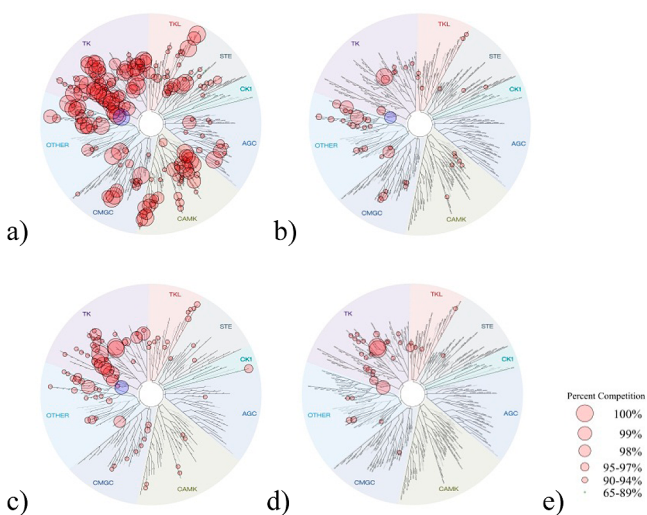 TK
TKL
STE
CK1
AGC
CAMK
CMGC
OTHER
a)
TK
TKL
STE
CK1
AGC
CAMK
CMGC
OTHER
b)
TK
TKL
STE
CK1
AGC
CAMK
CMGC
OTHER
c)
TK
TKL
STE
CK1
AGC
CAMK
CMGC
OTHER
d)
e)
Percent Competition
100%
99%
98%
95-97%
90-94%
65-89%